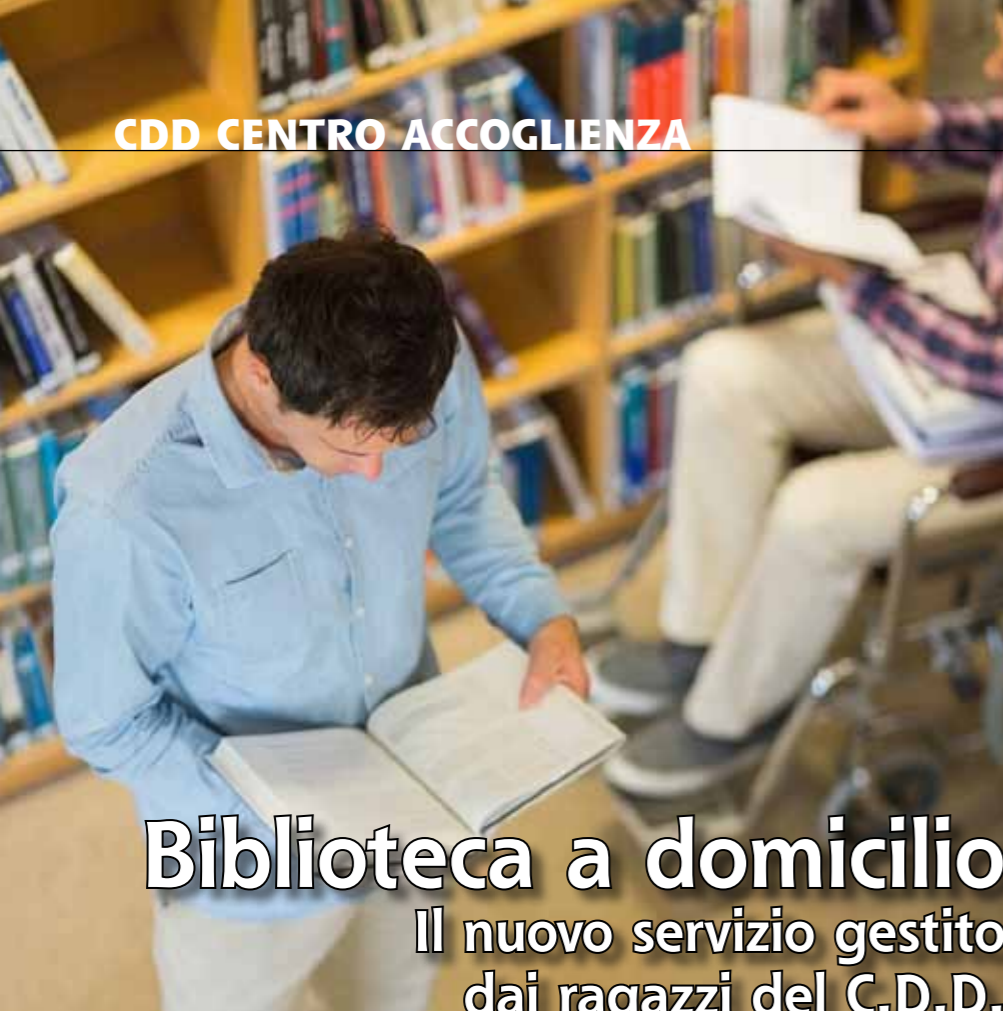 CDD CENTRO ACCOGLIENZA
Biblioteca a domicilio
Il nuovo servizio gestito
dai ragazzi del C.D.D.